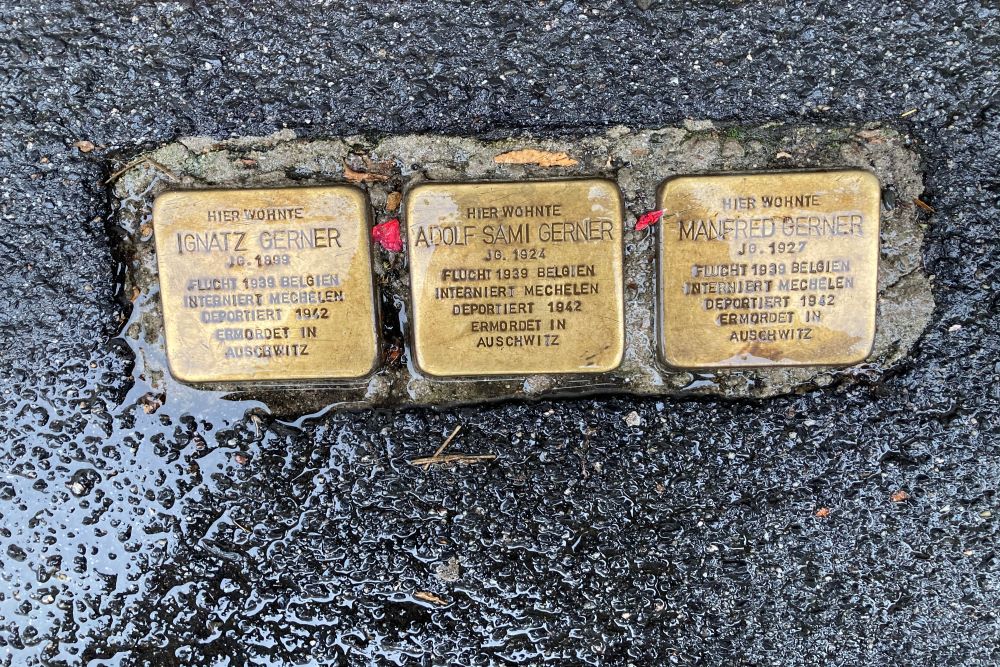 HIER WOHNTE
IGNATZ GERNER
JG. 1899
FLUCHT 1939 BELGIEN
INTERNIERT MECHELEN
DEPORTIERT 1942
ERMORDET IN
AUSCHWITZ
HIER WOHNTE
ADOLF SAMI GERNER
JG. 1924
FLUCHT 1939 BELGIEN
INTERNIERT MECHELEN
DEPORTIERT 1942
ERMORDET IN
AUSCHWITZ
HIER WOHNTE
MANFRED GERNER
JG. 1927
FLUCHT 1939 BELGIEN
INTERNIERT MECHELEN
DEPORTIERT 1942
ERMORDET IN
AUSCHWITZ